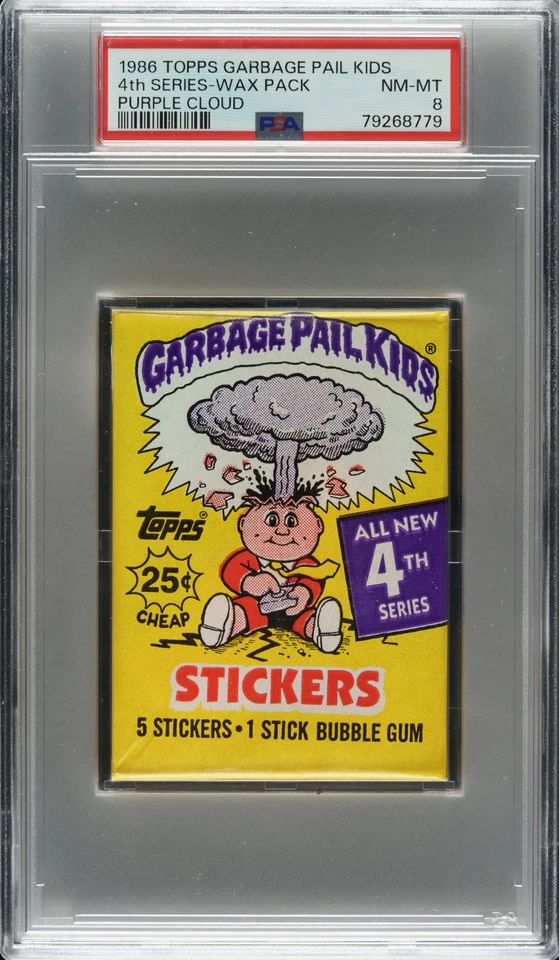 1986 TOPPS GARBAGE PAIL KIDS
4th SERIES-WAX PACK NM-MT
PURPLE CLOUD 8
PSA 79268779
GARBAGE PAIL KIDS®
Topps®
25¢
CHEAP
ALL NEW
4TH
SERIES
STICKERS
5 STICKERS • 1 STICK BUBBLE GUM